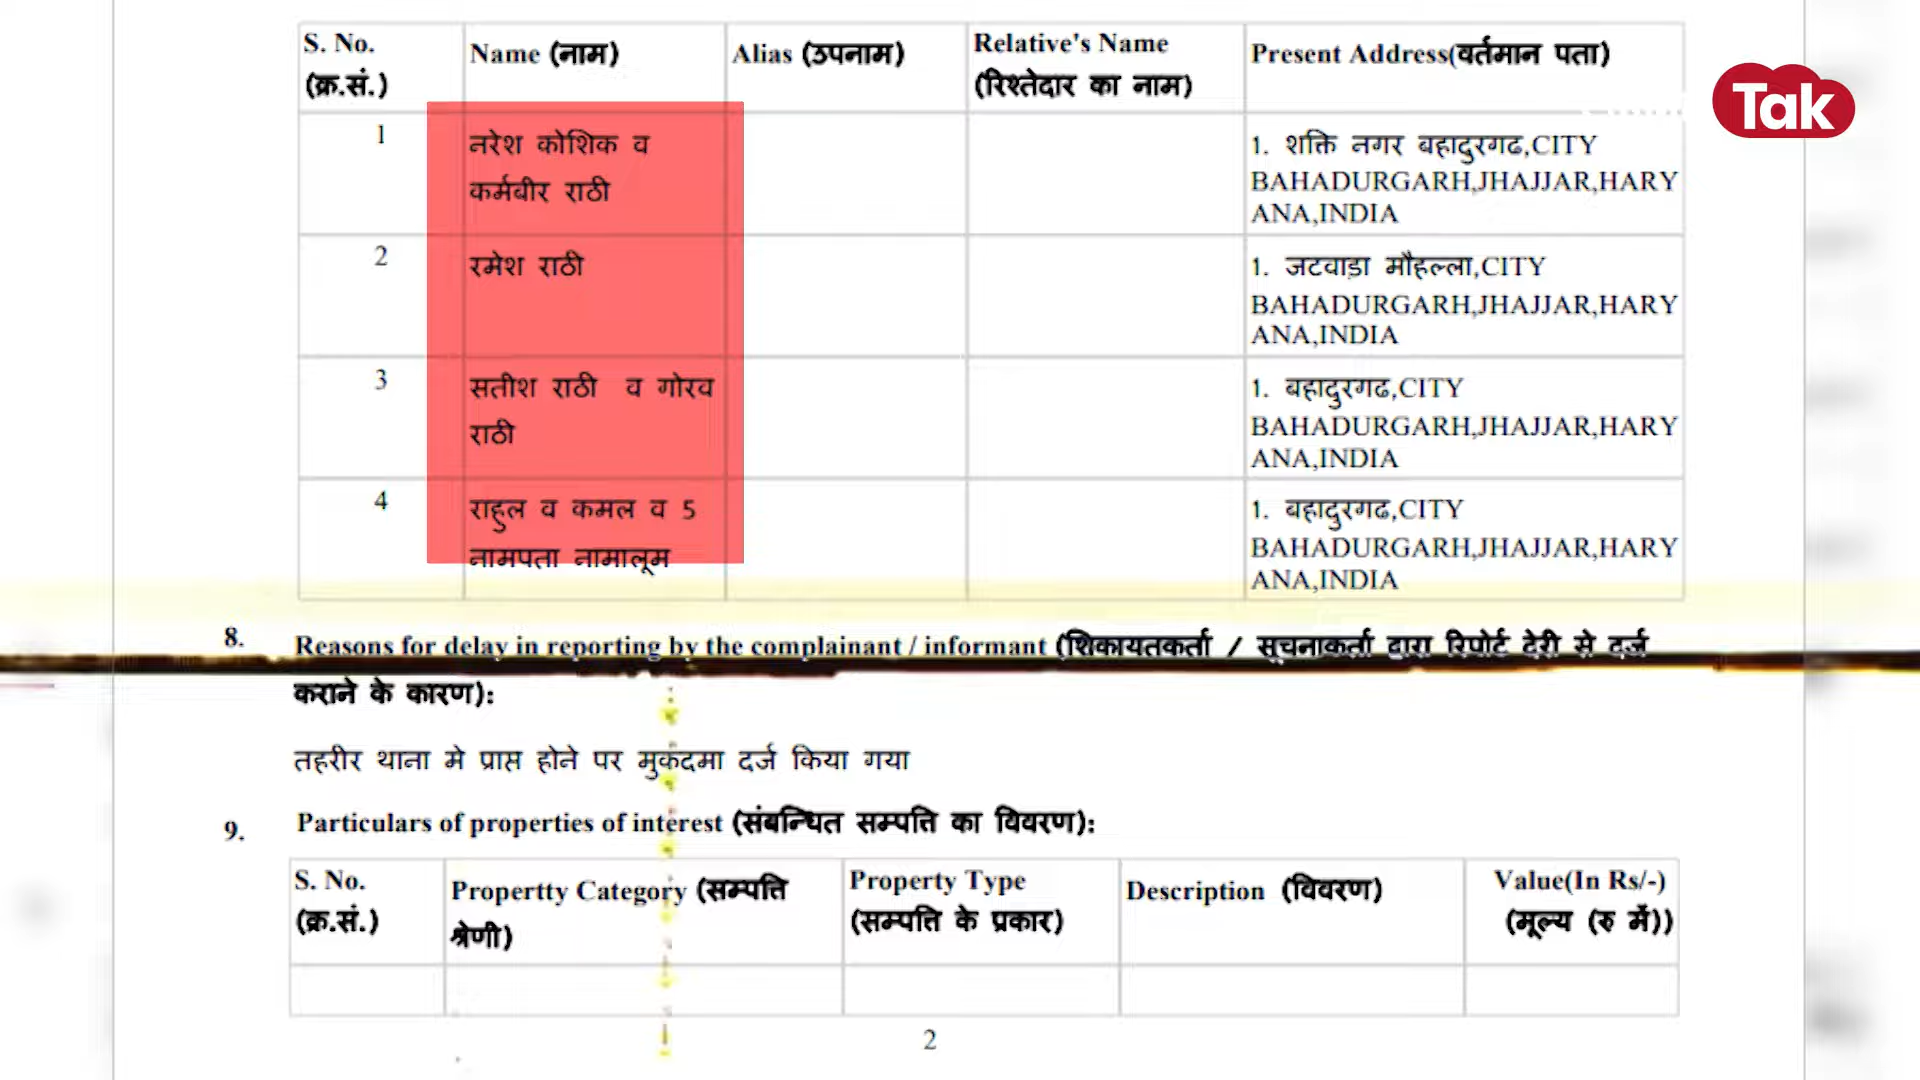 S. No.
(क्र.सं.)
Name (नाम)
Alias (उपनाम)
Relative's Name
(रिश्तेदार का नाम)
Present Address(वर्तमान पता)
Tak
1
नरेश कोशिक व
कर्मबीर राठी
1. शक्ति नगर बहादुरगढ,CITY
BAHADURGARH,JHAJJAR,HARY
ANA,INDIA
2
रमेश राठी
1. जटवाडा मौहल्ला,CITY
BAHADURGARH,JHAJJAR,HARY
ANA,INDIA
3
सतीश राठी व गोरव
राठी
1. बहादुरगढ,CITY
BAHADURGARH,JHAJJAR,HARY
ANA,INDIA
4
राहुल व कमल व 5
नामपता नामालूम
1. बहादुरगढ,CITY
BAHADURGARH,JHAJJAR,HARY
ANA,INDIA
8. Reasons for delay in reporting by the complainant / informant (शिकायतकर्ता / सूचनाकर्ता द्वारा रिपोर्ट देरी से दर्ज
कराने के कारण):
तहरीर थाना मे प्राप्त होने पर मुकदमा दर्ज किया गया
9. Particulars of properties of interest (संबन्धित सम्पत्ति का विवरण):
S. No.
(क्र.सं.)
Propertty Category (सम्पत्ति
श्रेणी)
Property Type
(सम्पत्ति के प्रकार)
Description (विवरण)
Value(In Rs/-)
(मूल्य (रु में))
2